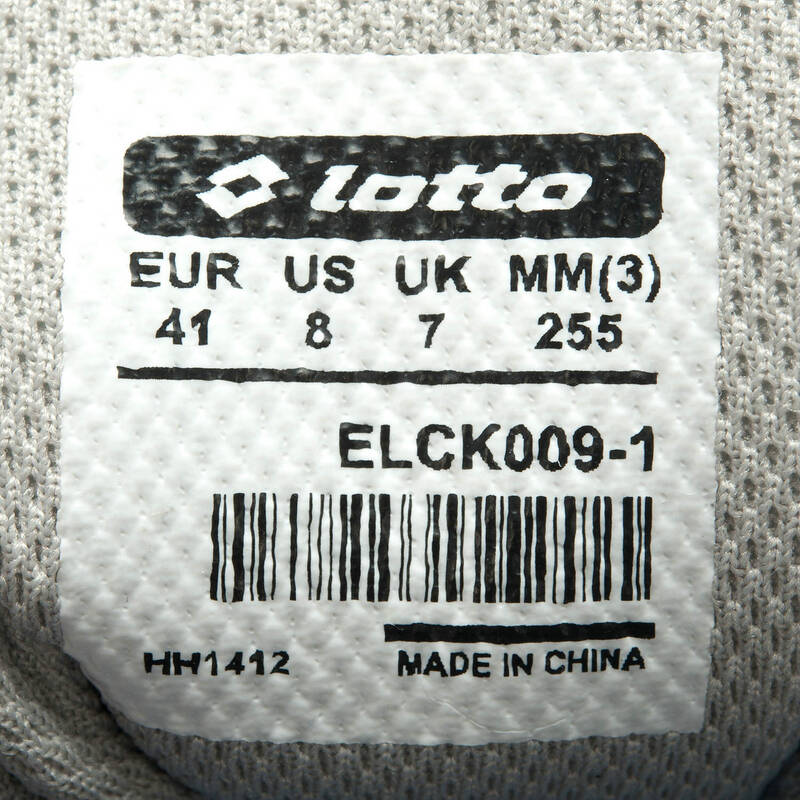 lotto
EUR US UK MM(3)
41 8 7 255
ELCK009-1
HH1412 MADE IN CHINA